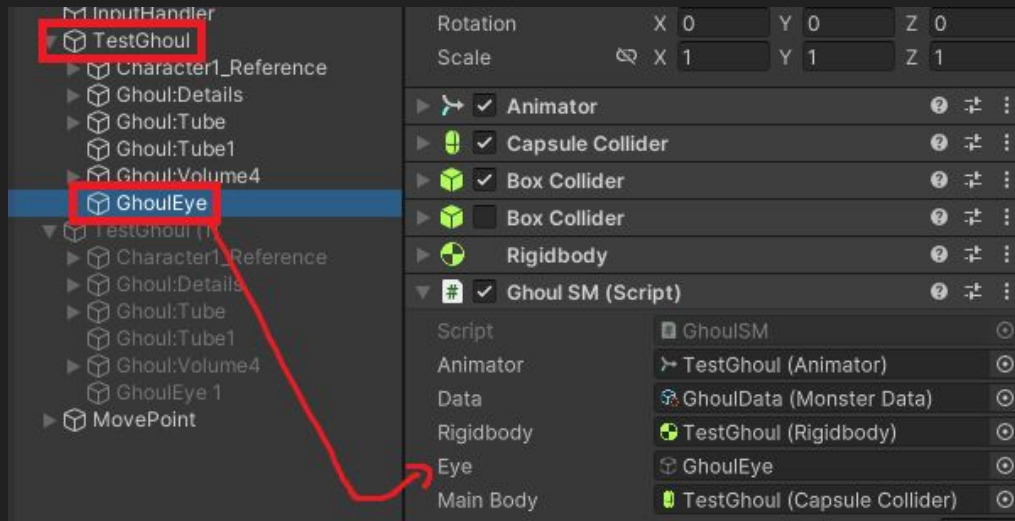 InputHandler
TestGhoul
Character1_Reference
Ghoul:Details
Ghoul:Tube
Ghoul:Tube1
Ghoul:Volume4
GhoulEye
TestGhoul (1)
Character1_Reference
Ghoul:Details
Ghoul:Tube
Ghoul:Tube1
Ghoul:Volume4
GhoulEye 1
MovePoint
Rotation X 0 Y 0 Z 0
Scale X 1 Y 1 Z 1
Animator
Capsule Collider
Box Collider
Box Collider
Rigidbody
# Ghoul SM (Script)
Script GhoulSM
Animator TestGhoul (Animator)
Data GhoulData (Monster Data)
Rigidbody TestGhoul (Rigidbody)
Eye GhoulEye
Main Body TestGhoul (Capsule Collider)